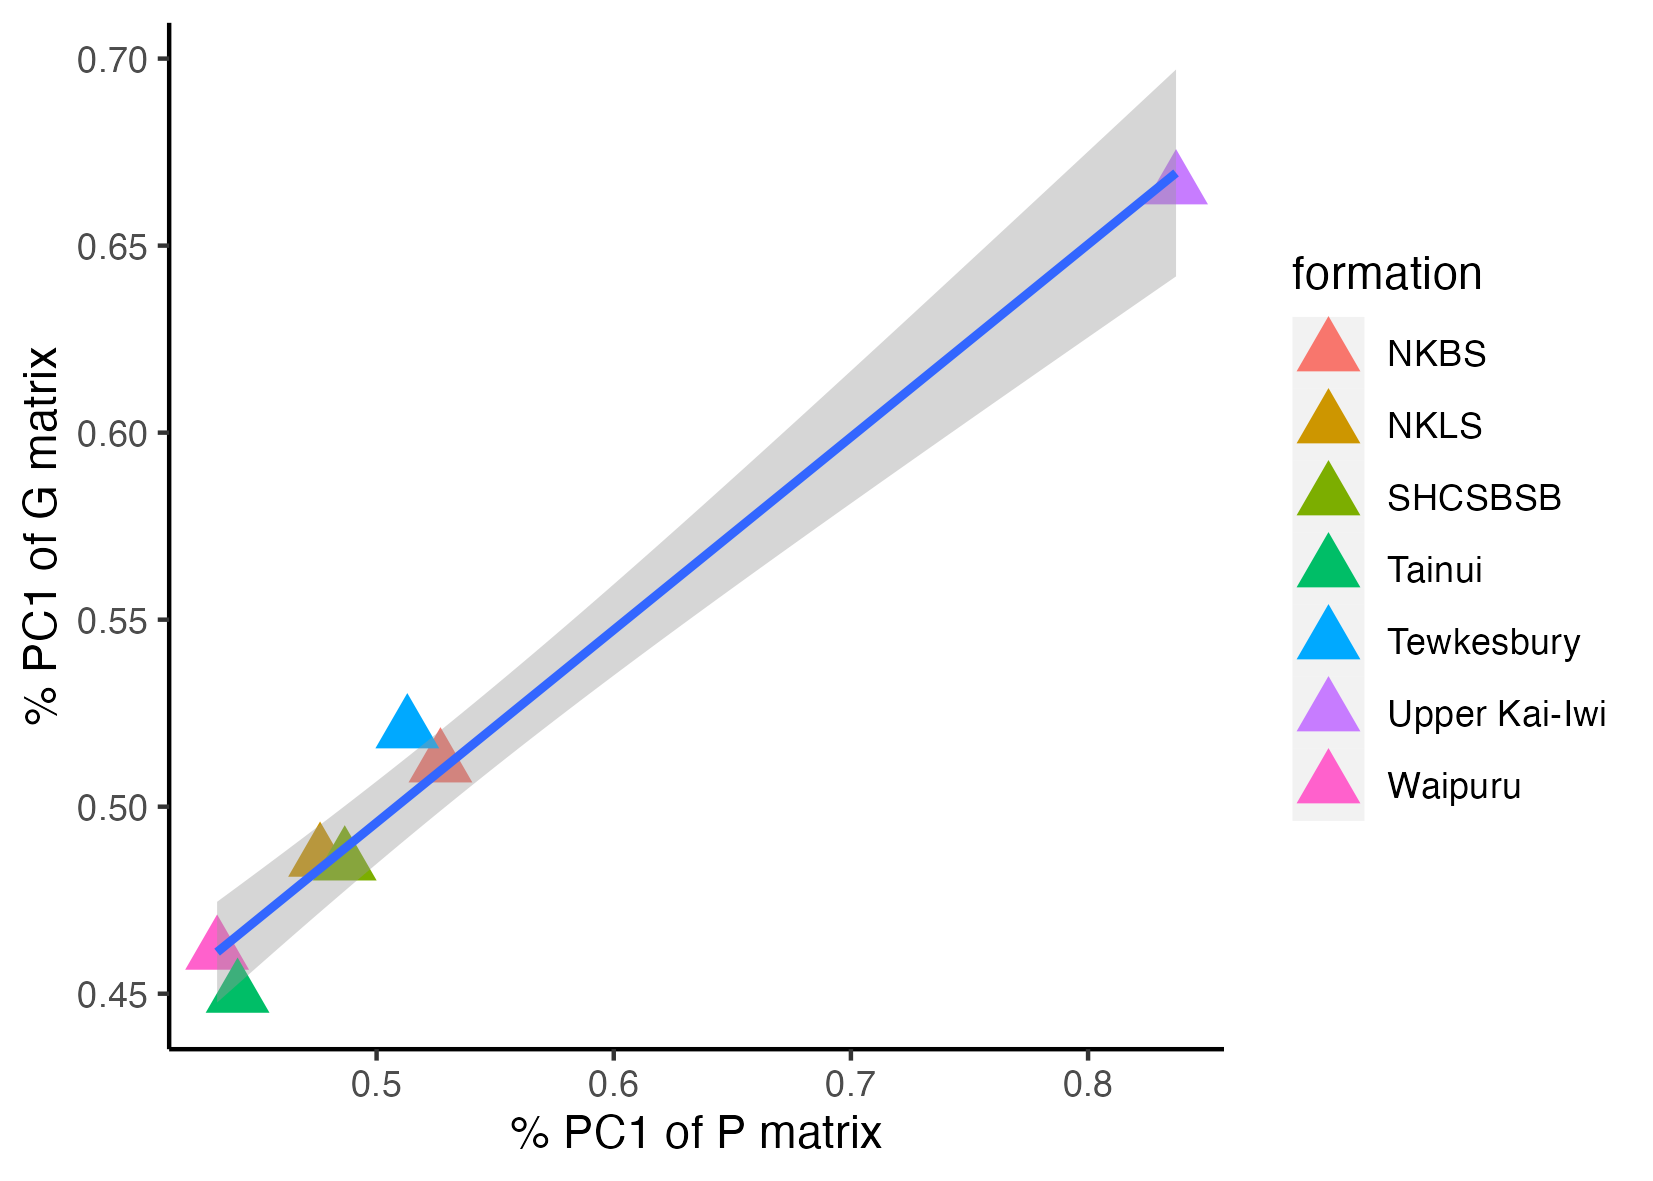 0.70
0.65
0.60
0.55
0.50
0.45
% PC1 of G matrix
0.5 0.6 0.7 0.8
% PC1 of P matrix
formation
NKBS
NKLS
SHCSBSB
Tainui
Tewkesbury
Upper Kai-Iwi
Waipuru